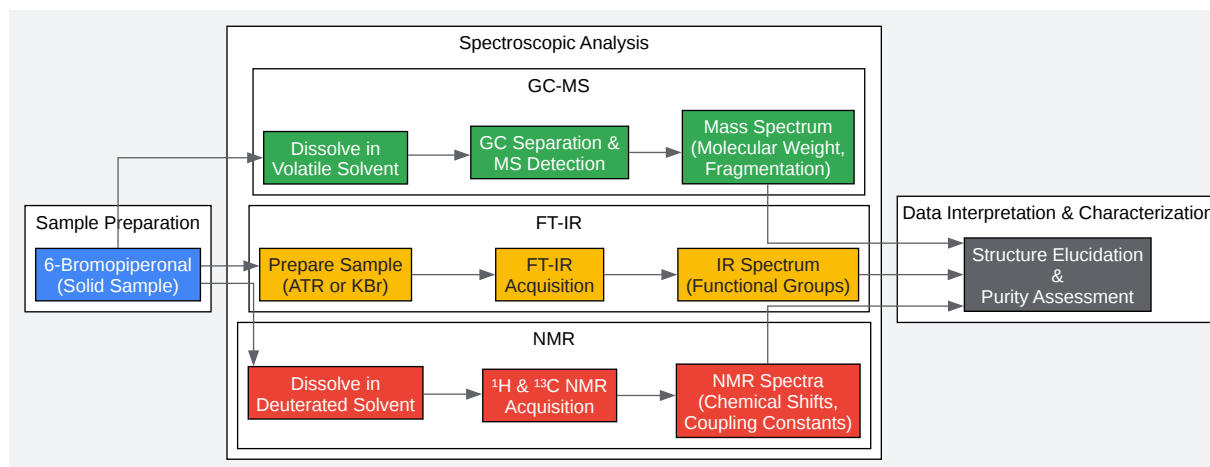 Spectroscopic Analysis
GC-MS
Dissolve in
Volatile Solvent
GC Separation &
MS Detection
Mass Spectrum
(Molecular Weight,
Fragmentation)
Sample Preparation
6-Bromopiperonal
(Solid Sample)
FT-IR
Prepare Sample
(ATR or KBr)
FT-IR
Acquisition
IR Spectrum
(Functional Groups)
Data Interpretation & Characterization
Structure Elucidation
&
Purity Assessment
NMR
Dissolve in
Deuterated Solvent
¹H & ¹³C NMR
Acquisition
NMR Spectra
(Chemical Shifts,
Coupling Constants)